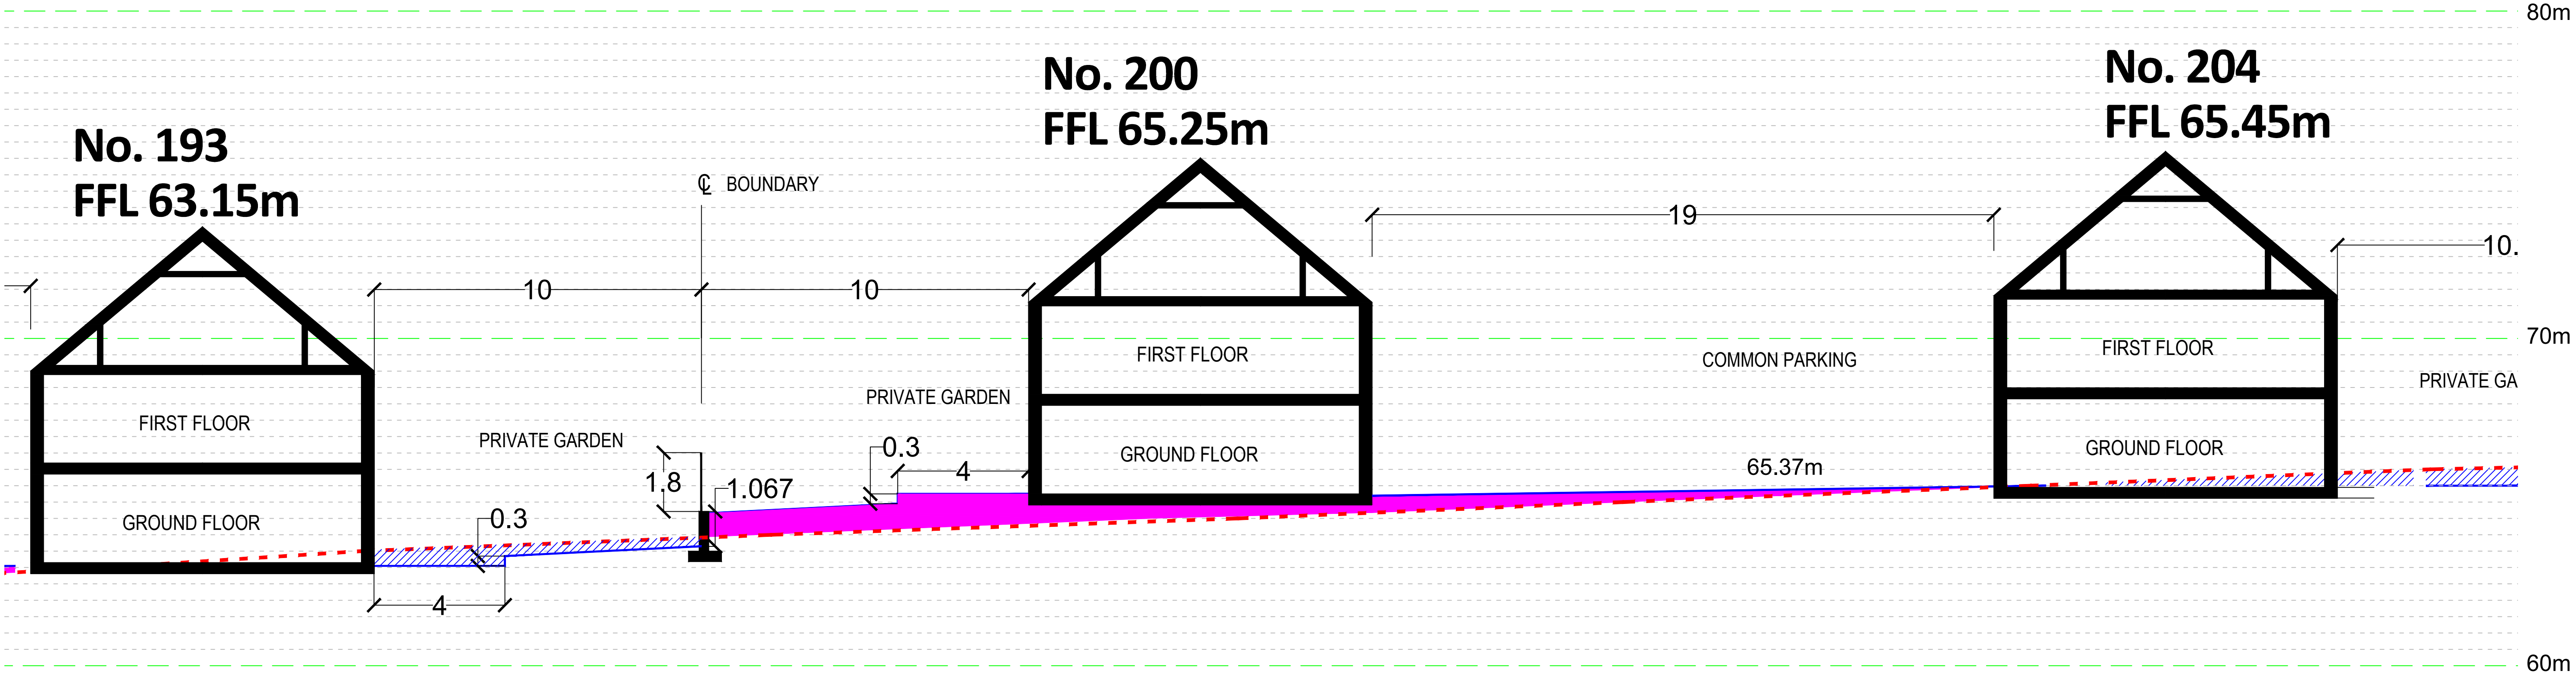 80m
No. 204
FFL 65.45m
No. 200
FFL 65.25m
No. 193
FFL 63.15m
℄ BOUNDARY
19
10.
10
10
70m
FIRST FLOOR
FIRST FLOOR
COMMON PARKING
PRIVATE GA
PRIVATE GARDEN
FIRST FLOOR
PRIVATE GARDEN
0.3
GROUND FLOOR
GROUND FLOOR
4
65.37m
1.8
1.067
0.3
GROUND FLOOR
4
60m